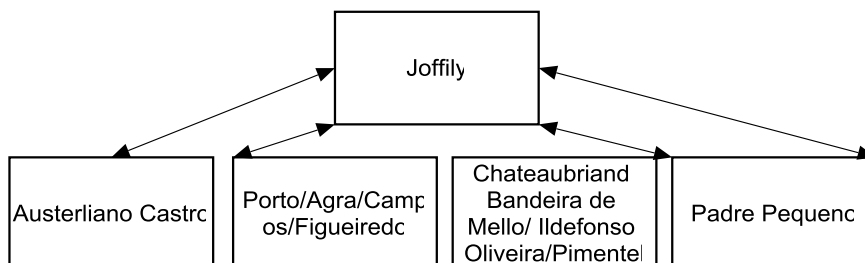 Joffily
Austerliano Castro
Porto/Agra/Camp
os/Figueiredo
Chateaubriand
Bandeira de
Mello/ Ildefonso
Oliveira/Pimentel
Padre Pequeno